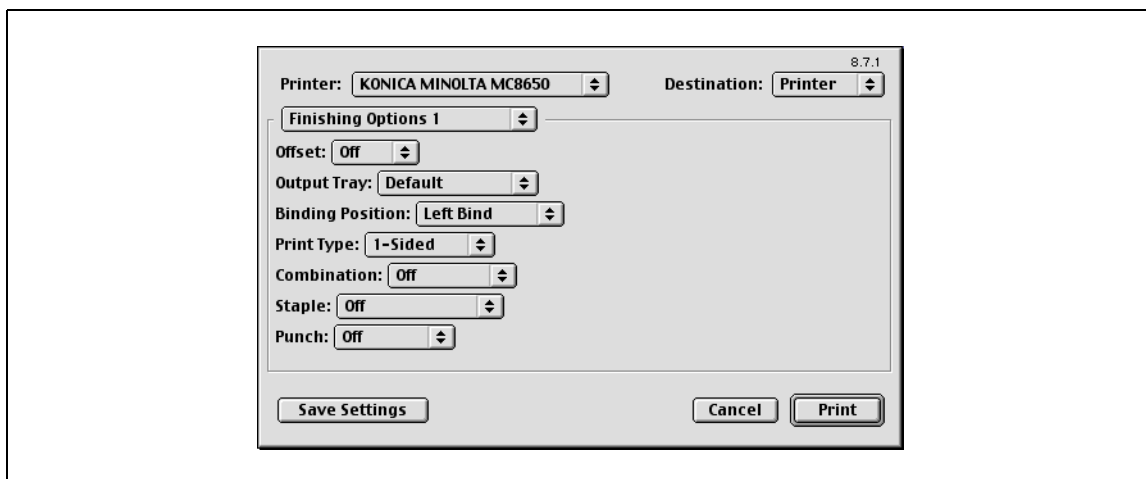 8.7.1
Printer: KONICA MINOLTA MC8650 Destination: Printer
Finishing Options 1
Offset: Off
Output Tray: Default
Binding Position: Left Bind
Print Type: 1-Sided
Combination: Off
Staple: Off
Punch: Off
Save Settings Cancel Print